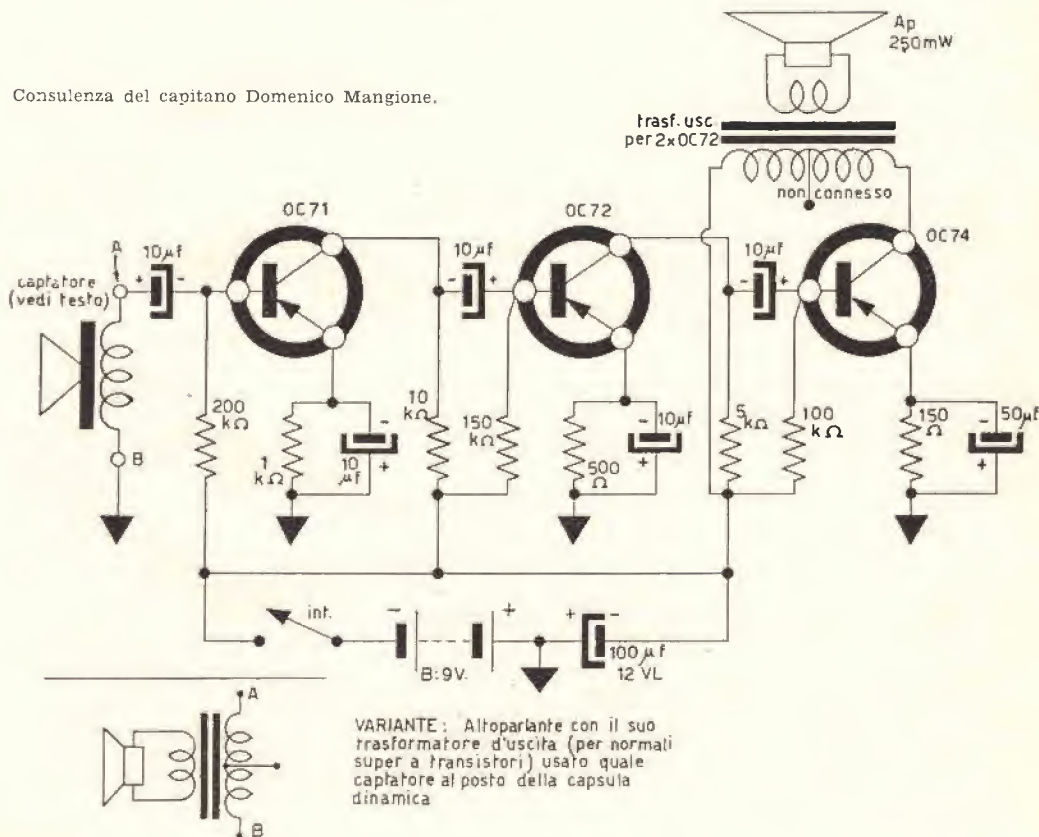 Ap
250mW
Consulenza del capitano Domenico Mangione.
trasf. usc
per 2xOC72
non connesso
OC71
OC72
OC74
A
captatore
(vedi testo)
10µf
+ -
10µf
- +
10µf
- +
200
kΩ
1
kΩ
10
µf
-
+
10
kΩ
150
kΩ
500
Ω
-
10µf
+
5
kΩ
100
kΩ
150
Ω
-
50µf
+
B
int.
- +
B:9V.
+ -
100µf
12 VL
A
B
VARIANTE: Altoparlante con il suo
trasformatore d'uscita (per normali
super a transistori) usato quale
captatore al posto della capsula
dinamica